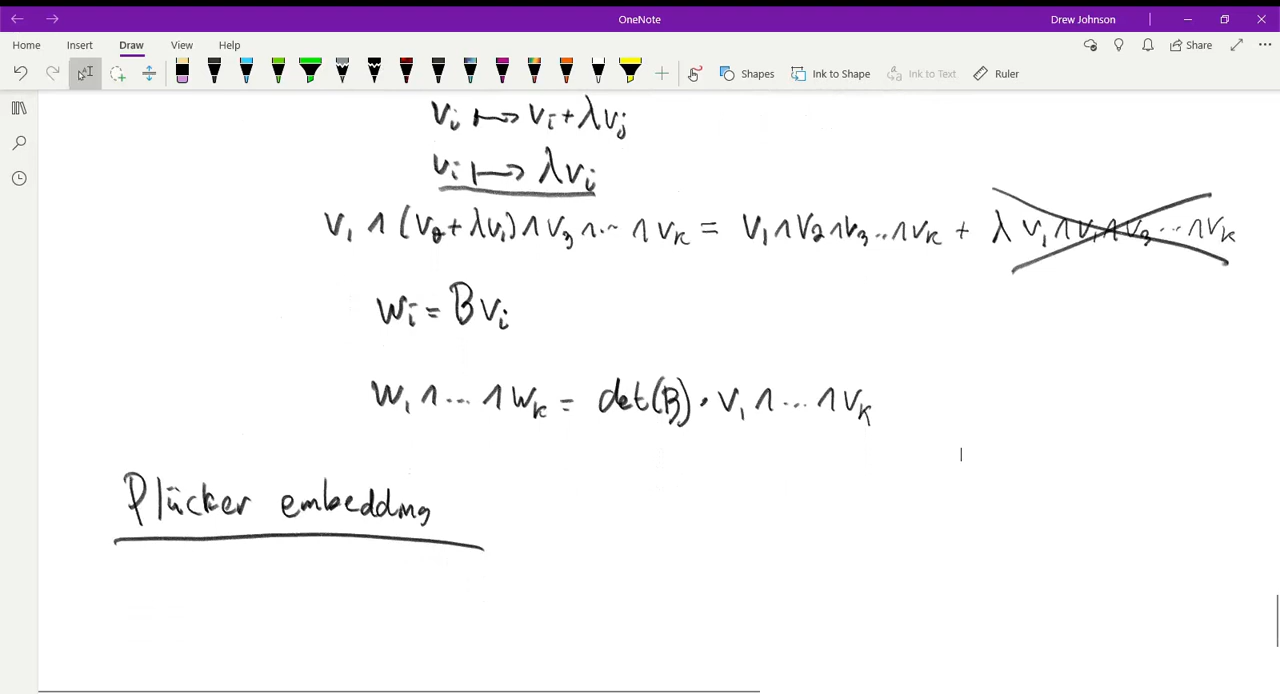 OneNote
Drew Johnson
Home Insert Draw View Help
Share
Shapes Ink to Shape Ink to Text Ruler
vᵢ ↦ vᵢ + λvⱼ
vᵢ ↦ λvᵢ
v₁ ∧ (v₂ + λv₁) ∧ v₃ ∧ ... ∧ vₖ = v₁ ∧ v₂ ∧ v₃ ... ∧ vₖ + λ v₁ ∧ v₁ ∧ v₃ ... ∧ vₖ
wᵢ = Bvᵢ
w₁ ∧ ... ∧ wₖ = det(B) · v₁ ∧ ... ∧ vₖ
Plücker embedding